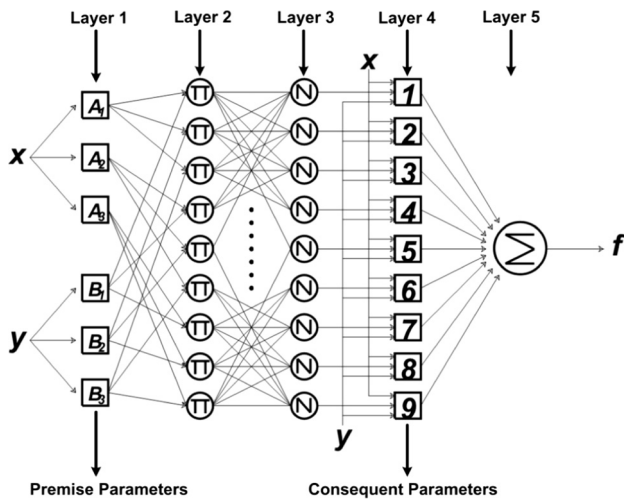 Layer 1 Layer 2 Layer 3 Layer 4 Layer 5
x
A1 Π N 1
Π N 2
x A2 Π N 3
A3 Π N 4
Π N 5 Σ f
B1 Π N 6
y B2 Π N 7
Π N 8
B3 Π N 9
y
Premise Parameters Consequent Parameters